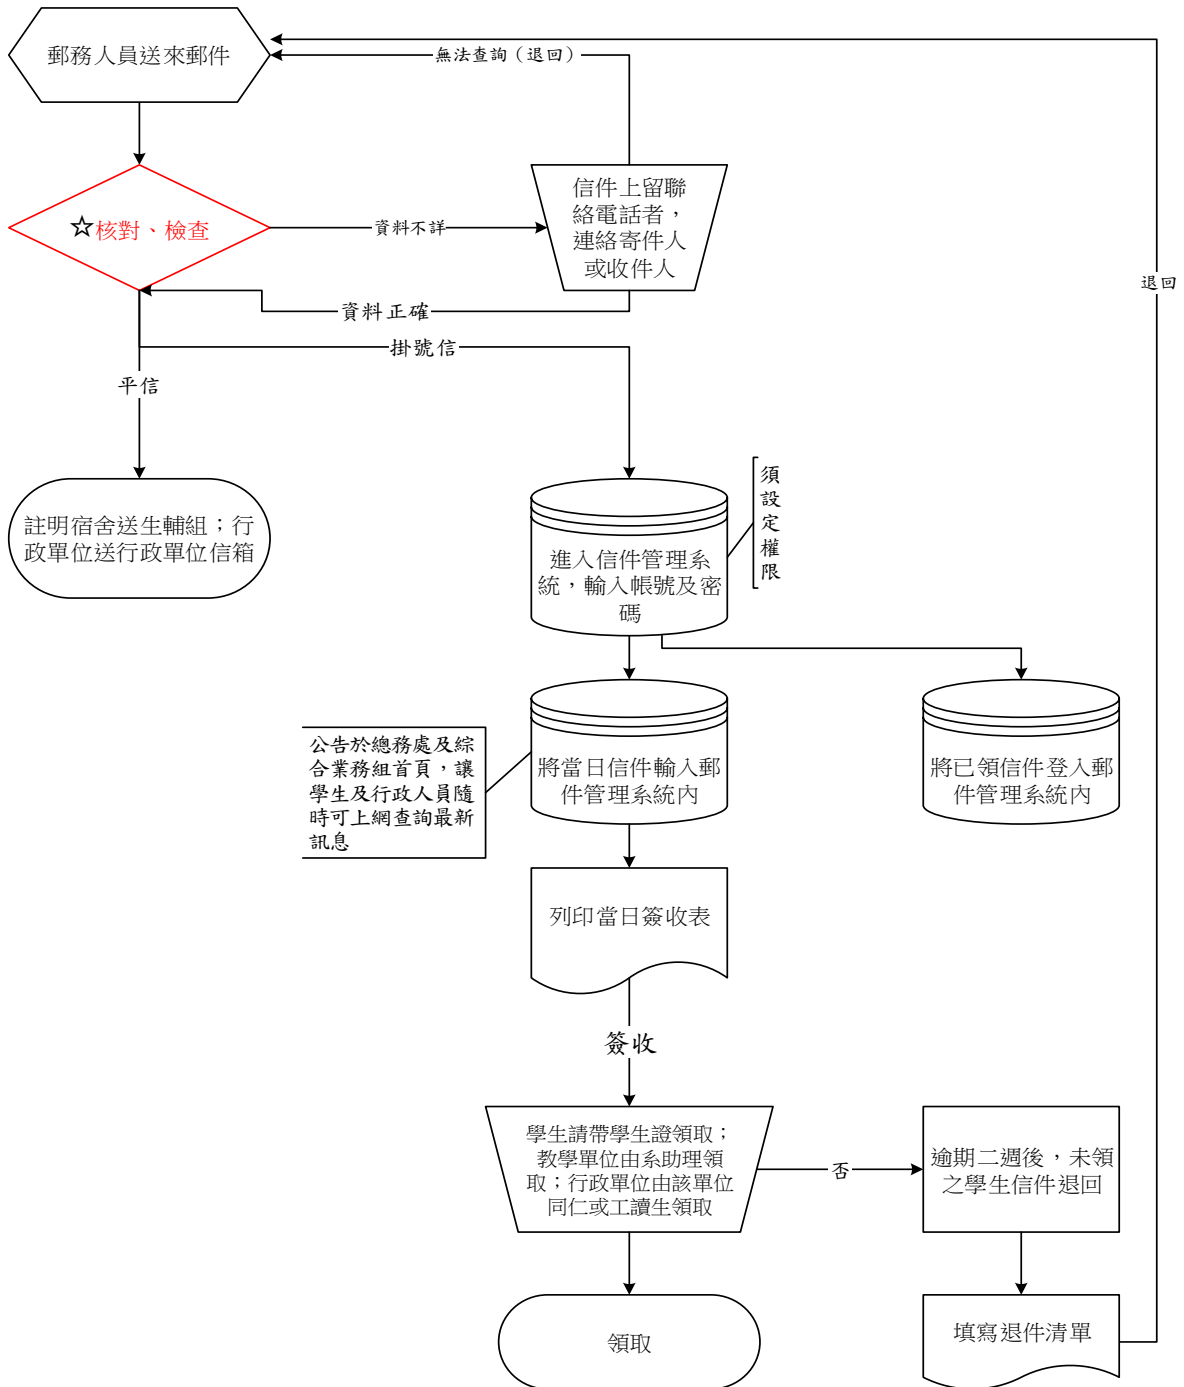 郵務人員送來郵件
無法查詢（退回）
☆核對、檢查
資料不詳
信件上留聯
絡電話者，
連絡寄件人
或收件人
退回
資料正確
掛號信
平信
註明宿舍送生輔組；行
政單位送行政單位信箱
進入信件管理系
統，輸入帳號及密
碼
須
設
定
權
限
公告於總務處及綜
合業務組首頁，讓
學生及行政人員隨
時可上網查詢最新
訊息
將當日信件輸入郵
件管理系統內
將已領信件登入郵
件管理系統內
列印當日簽收表
簽收
學生請帶學生證領取；
教學單位由系助理領
取；行政單位由該單位
同仁或工讀生領取
否
逾期二週後，未領
之學生信件退回
領取
填寫退件清單